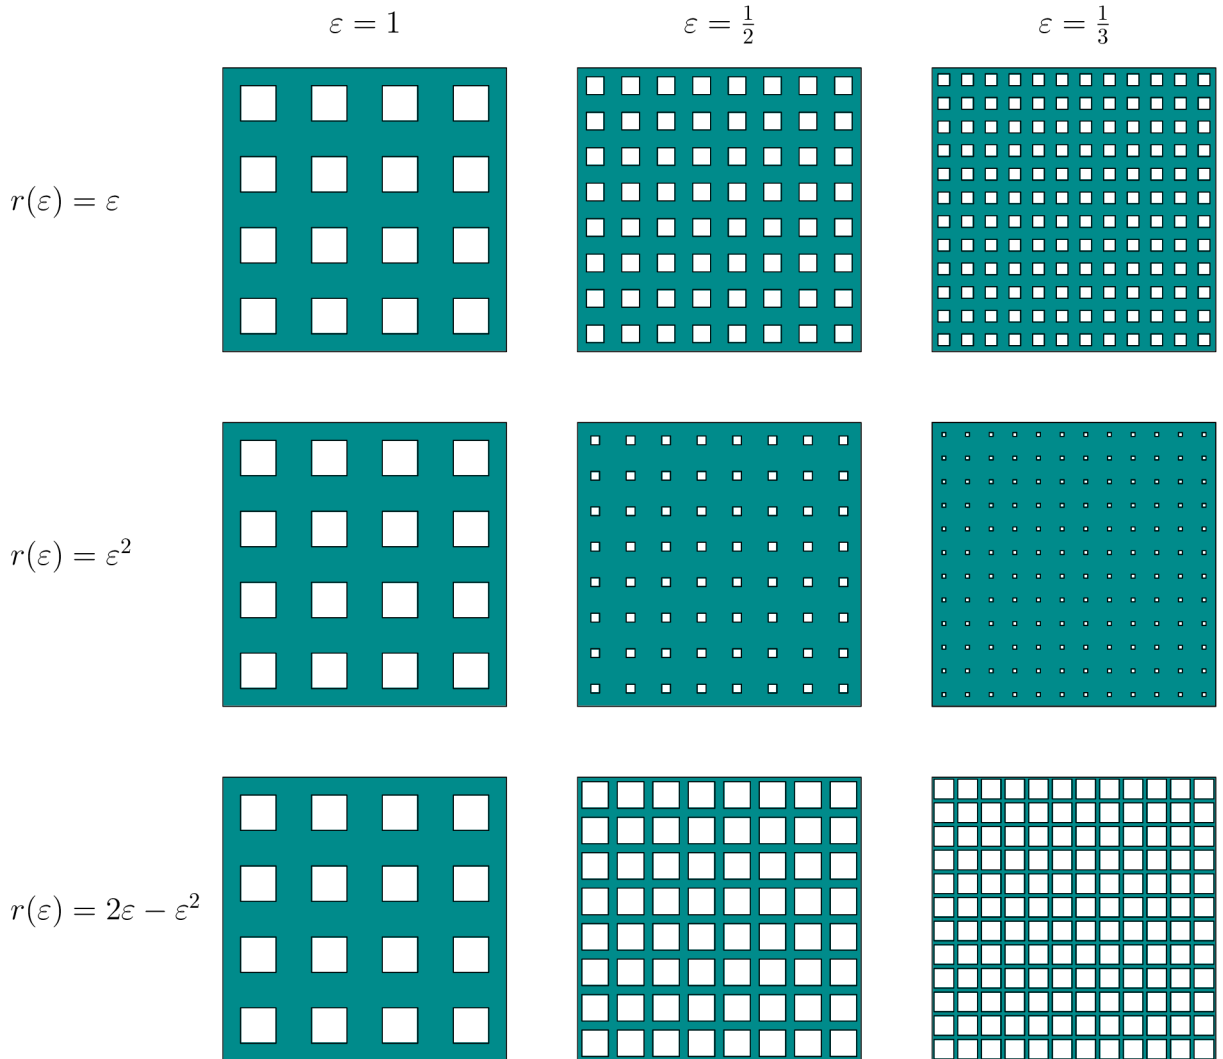 ε = 1
ε = 1/2
ε = 1/3
r(ε) = ε
r(ε) = ε²
r(ε) = 2ε − ε²